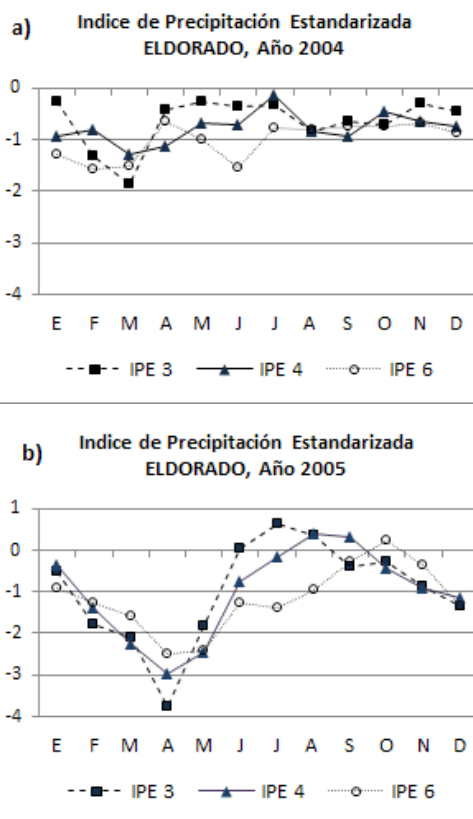 a)
Indice de Precipitación Estandarizada
ELDORADO, Año 2004
0
-1
-2
-3
-4
E F M A M J J A S O N D
IPE 3 IPE 4 IPE 6
b)
Indice de Precipitación Estandarizada
ELDORADO, Año 2005
1
0
-1
-2
-3
-4
E F M A M J J A S O N D
IPE 3 IPE 4 IPE 6